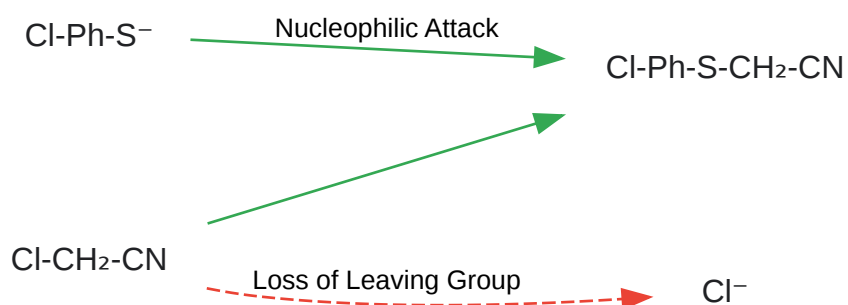 Cl-Ph-S⁻
Nucleophilic Attack
Cl-Ph-S-CH₂-CN
Cl-CH₂-CN
Loss of Leaving Group
Cl⁻